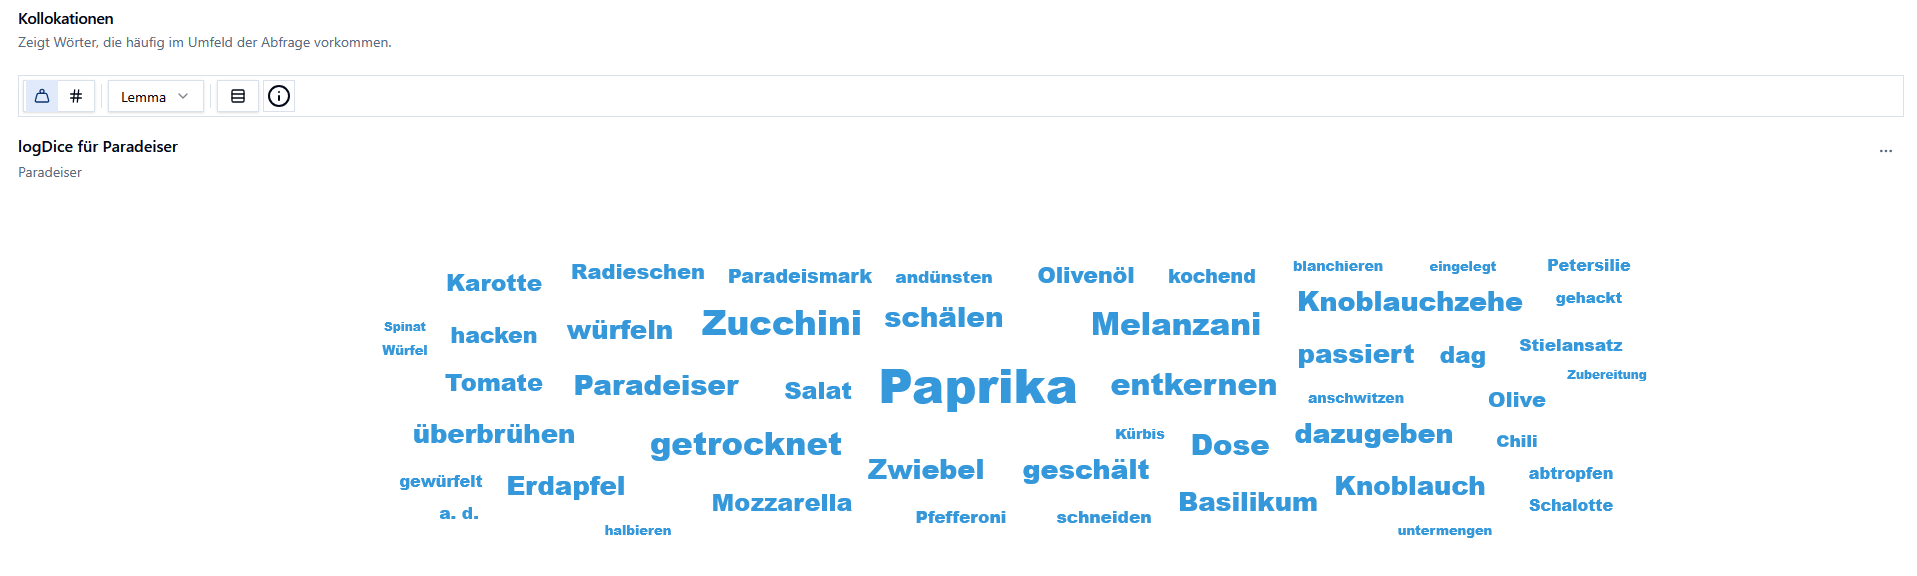 Kollokationen
Zeigt Wörter, die häufig im Umfeld der Abfrage vorkommen.
# Lemma
logDice für Paradeiser
...
Paradeiser
Karotte Radieschen Paradeismark andünsten Olivenöl kochend blanchieren eingelegt Petersilie
Knoblauchzehe gehackt
Spinat hacken würfeln Zucchini schälen Melanzani
Würfel passiert dag Stielansatz
Tomate Paradeiser Salat Paprika entkernen Zubereitung
anschwitzen Olive
überbrühen getrocknet Kürbis Dose dazugeben Chili
Zwiebel geschält abtropfen
gewürfelt Erdapfel Knoblauch
a. d. Mozzarella Pfefferoni schneiden Basilikum Schalotte
halbieren untermengen